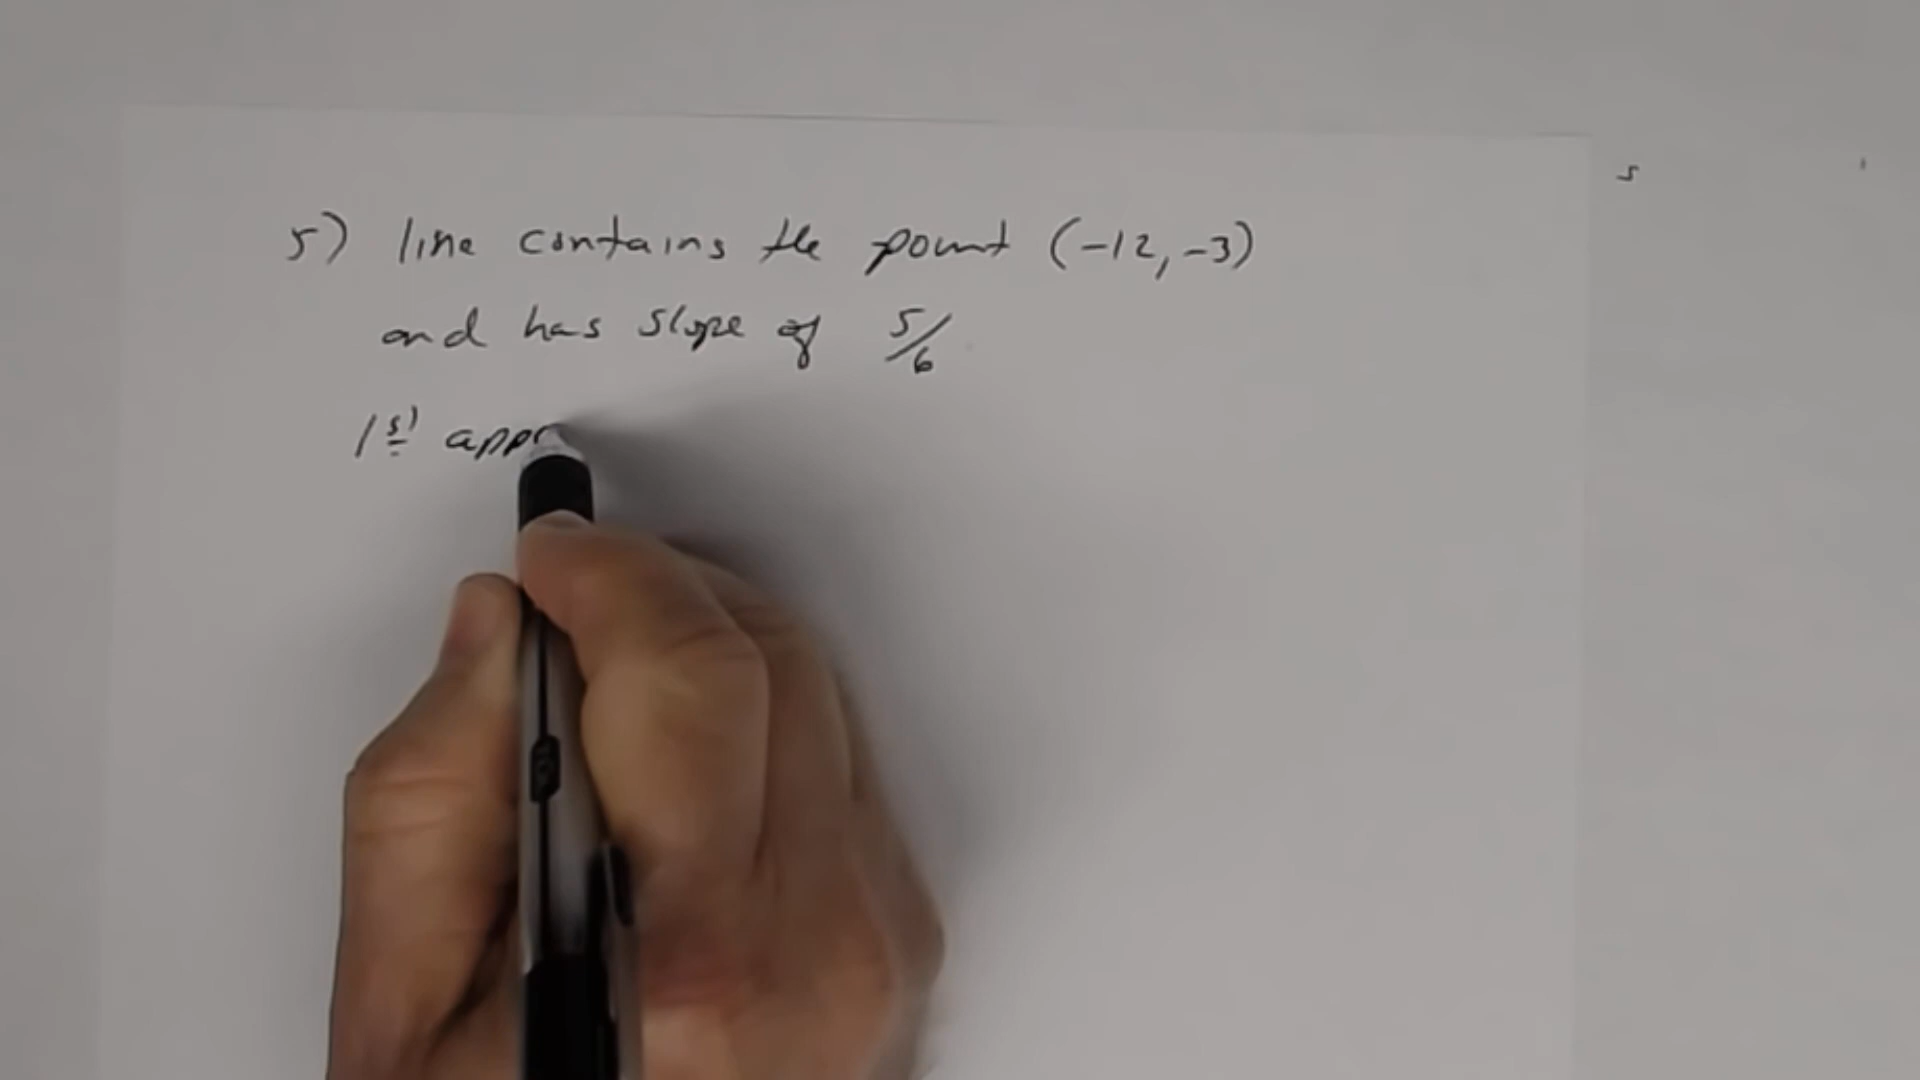 5) line contains the point (-12, -3)
and has slope of 5/6
1st appr